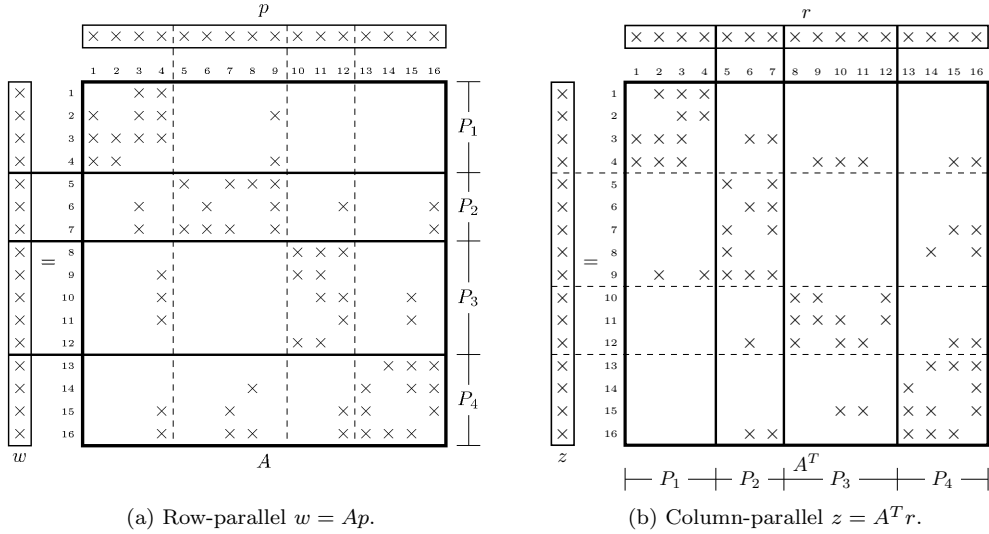 p
× × × × × × × × × × × × × × × ×
1 2 3 4 5 6 7 8 9 10 11 12 13 14 15 16
× 1 × ×
× 2 × × × ×
× 3 × × × × P₁
× 4 × × ×
× 5 × × × ×
× 6 × × × × × P₂
× 7 × × × × × ×
× = 8 × × ×
× 9 × × ×
× 10 × × × × P₃
× 11 × × ×
× 12 × ×
× 13 × × ×
× 14 × × × × P₄
× 15 × × × × ×
× 16 × × × × × × ×
w A
(a) Row-parallel w = Ap.
r
× × × × × × × × × × × × × × × ×
1 2 3 4 5 6 7 8 9 10 11 12 13 14 15 16
× 1 × × ×
× 2 × ×
× 3 × × × × ×
× 4 × × × × × × × ×
× 5 × ×
× 6 × ×
× 7 × × × ×
× = 8 × × ×
× 9 × × × × ×
× 10 × × ×
× 11 × × × ×
× 12 × × × × × ×
× 13 × × ×
× 14 × ×
× 15 × × × × ×
× 16 × × × × ×
z Aᵀ
P₁ P₂ P₃ P₄
(b) Column-parallel z = Aᵀr.